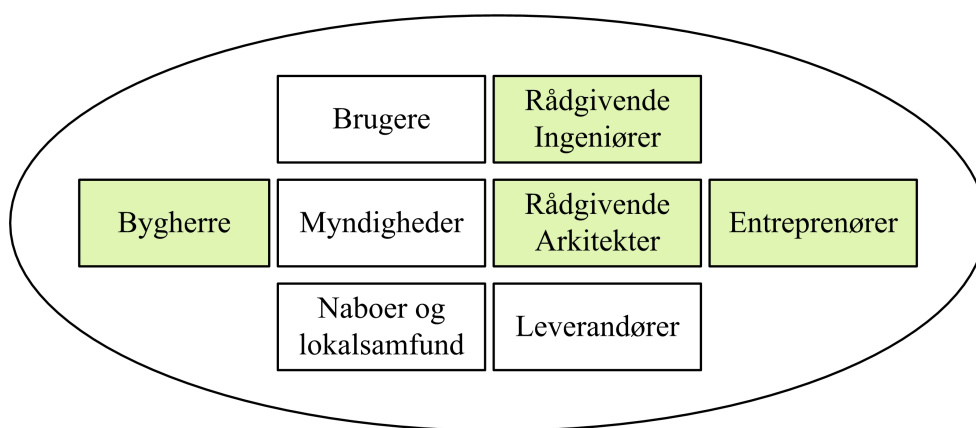 Brugere
Rådgivende
Ingeniører
Bygherre
Myndigheder
Rådgivende
Arkitekter
Entreprenører
Naboer og
lokalsamfund
Leverandører